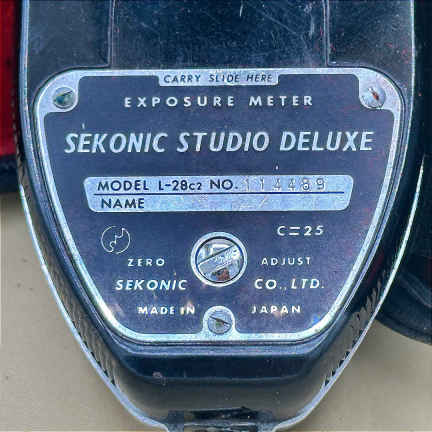 CARRY SLIDE HERE
EXPOSURE METER
SEKONIC STUDIO DELUXE
MODEL L-28c2 NO. 114489
NAME
C=25
ZERO ADJUST
SEKONIC CO., LTD.
MADE IN JAPAN